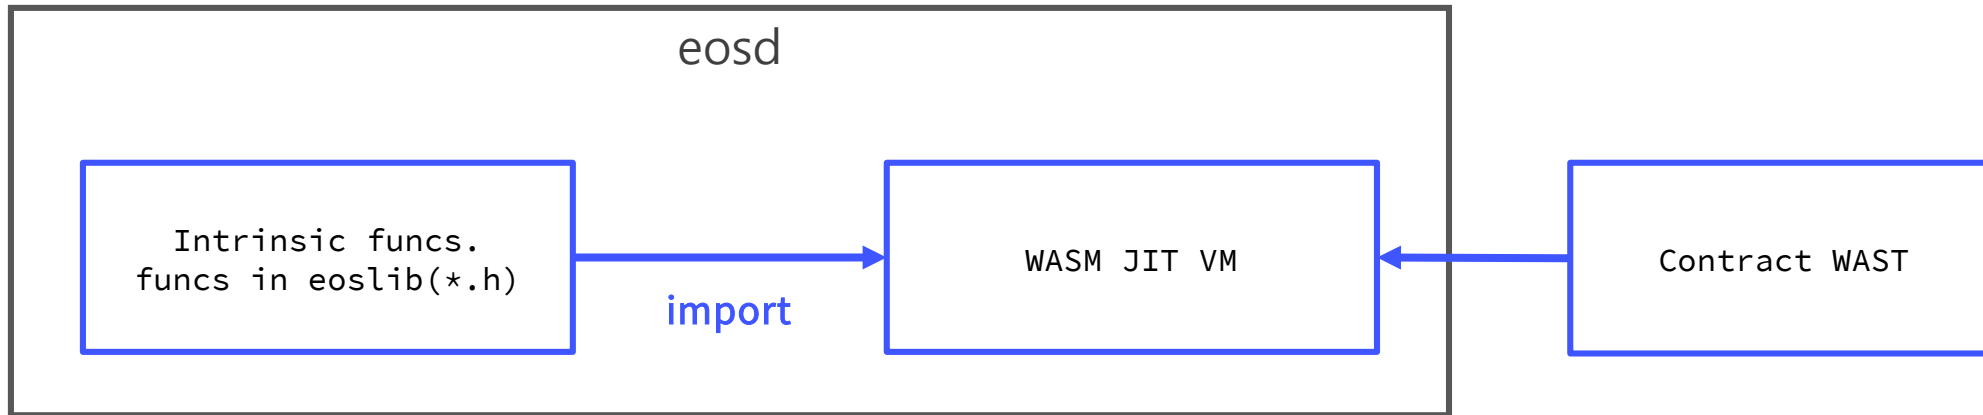 eosd
Intrinsic funcs.
funcs in eoslib(*.h)
import
WASM JIT VM
Contract WAST